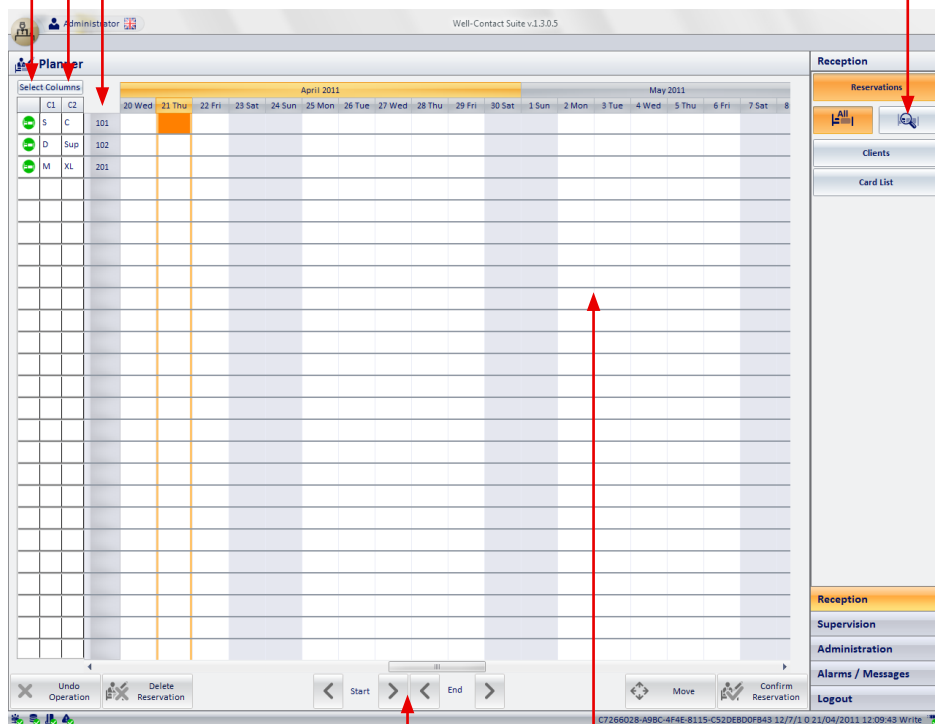 Administrator
Well-Contact Suite v.1.3.0.5
Planner
Reception
Select Columns
April 2011
May 2011
Reservations
C1 C2
20 Wed 21 Thu 22 Fri 23 Sat 24 Sun 25 Mon 26 Tue 27 Wed 28 Thu 29 Fri 30 Sat 1 Sun 2 Mon 3 Tue 4 Wed 5 Thu 6 Fri 7 Sat 8
All
S C 101
D Sup 102
M XL 201
Clients
Card List
Reception
Supervision
Administration
Alarms / Messages
Logout
Undo Operation
Delete Reservation
Start
End
Move
Confirm Reservation
C7266028-A9BC-4F4E-8115-C52DEBD0FB43 12/7/1 0 21/04/2011 12:09:43 Write